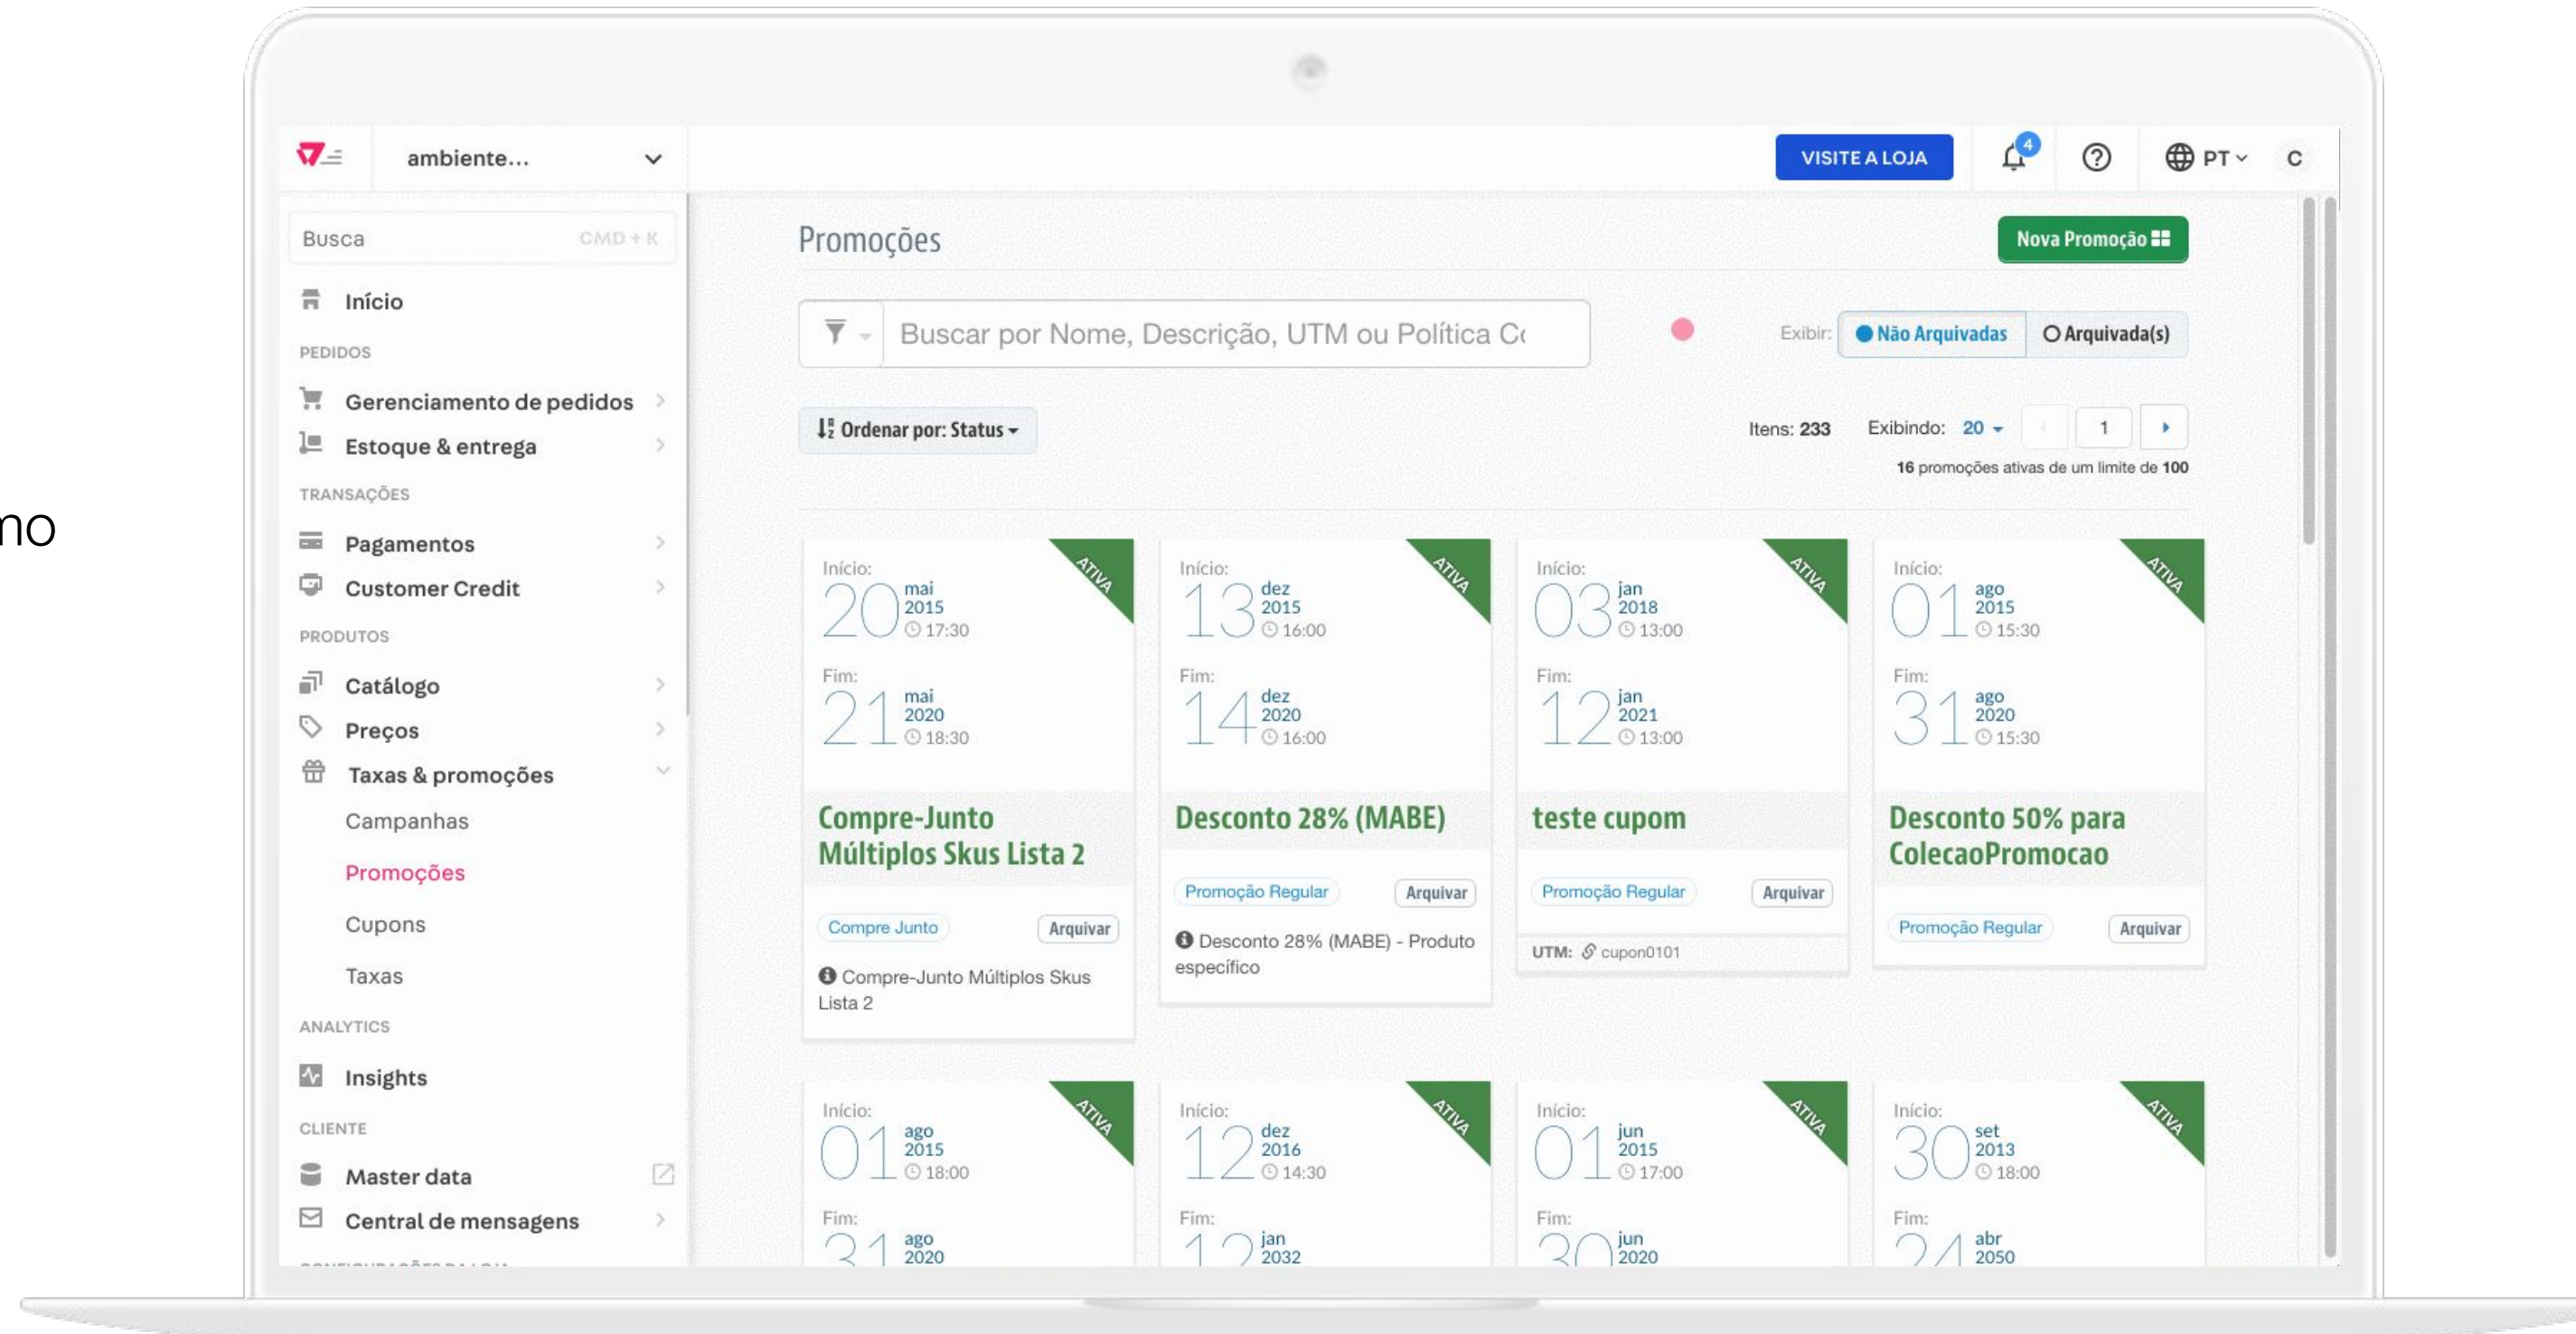 mo
ambiente...
VISITE A LOJA
4
PT
C
Busca
CMD + K
Início
PEDIDOS
Gerenciamento de pedidos
Estoque & entrega
TRANSAÇÕES
Pagamentos
Customer Credit
PRODUTOS
Catálogo
Preços
Taxas & promoções
Campanhas
Promoções
Cupons
Taxas
ANALYTICS
Insights
CLIENTE
Master data
Central de mensagens
Promoções
Nova Promoção
Buscar por Nome, Descrição, UTM ou Política
Exibir:
Não Arquivadas
Arquivada(s)
Ordenar por: Status
Itens: 233
Exibindo: 20
1
16 promoções ativas de um limite de 100
ATIVA
Início:
20 mai
2015
17:30
Fim:
21 mai
2020
18:30
Compre-Junto
Múltiplos Skus Lista 2
Compre Junto
Arquivar
Compre-Junto Múltiplos Skus
Lista 2
ATIVA
Início:
13 dez
2015
16:00
Fim:
14 dez
2020
16:00
Desconto 28% (MABE)
Promoção Regular
Arquivar
Desconto 28% (MABE) - Produto
específico
ATIVA
Início:
03 jan
2018
13:00
Fim:
12 jan
2021
13:00
teste cupom
Promoção Regular
Arquivar
UTM: cupon0101
ATIVA
Início:
01 ago
2015
15:30
Fim:
31 ago
2020
15:30
Desconto 50% para
ColecaoPromocao
Promoção Regular
Arquivar
ATIVA
Início:
01 ago
2015
18:00
Fim:
31 ago
2020
ATIVA
Início:
12 dez
2016
14:30
Fim:
12 jan
2032
ATIVA
Início:
01 jun
2015
17:00
Fim:
30 jun
2020
ATIVA
Início:
30 set
2013
18:00
Fim:
24 abr
2050